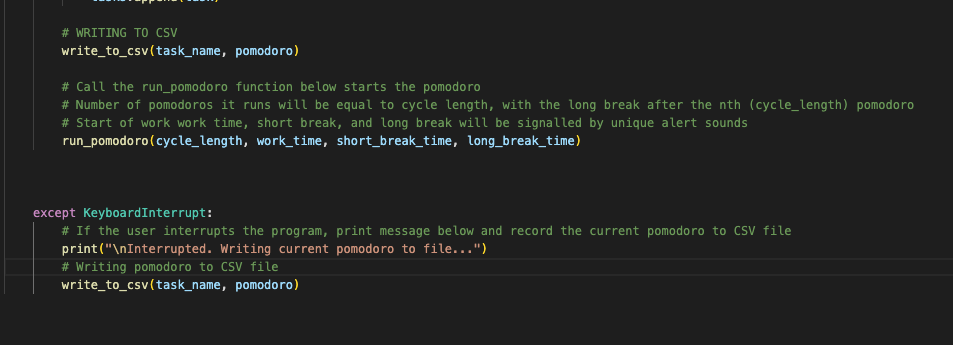 # WRITING TO CSV
write_to_csv(task_name, pomodoro)
# Call the run_pomodoro function below starts the pomodoro
# Number of pomodoros it runs will be equal to cycle length, with the long break after the nth (cycle_length) pomodoro
# Start of work work time, short break, and long break will be signalled by unique alert sounds
run_pomodoro(cycle_length, work_time, short_break_time, long_break_time)
except KeyboardInterrupt:
# If the user interrupts the program, print message below and record the current pomodoro to CSV file
print("\nInterrupted. Writing current pomodoro to file...")
# Writing pomodoro to CSV file
write_to_csv(task_name, pomodoro)